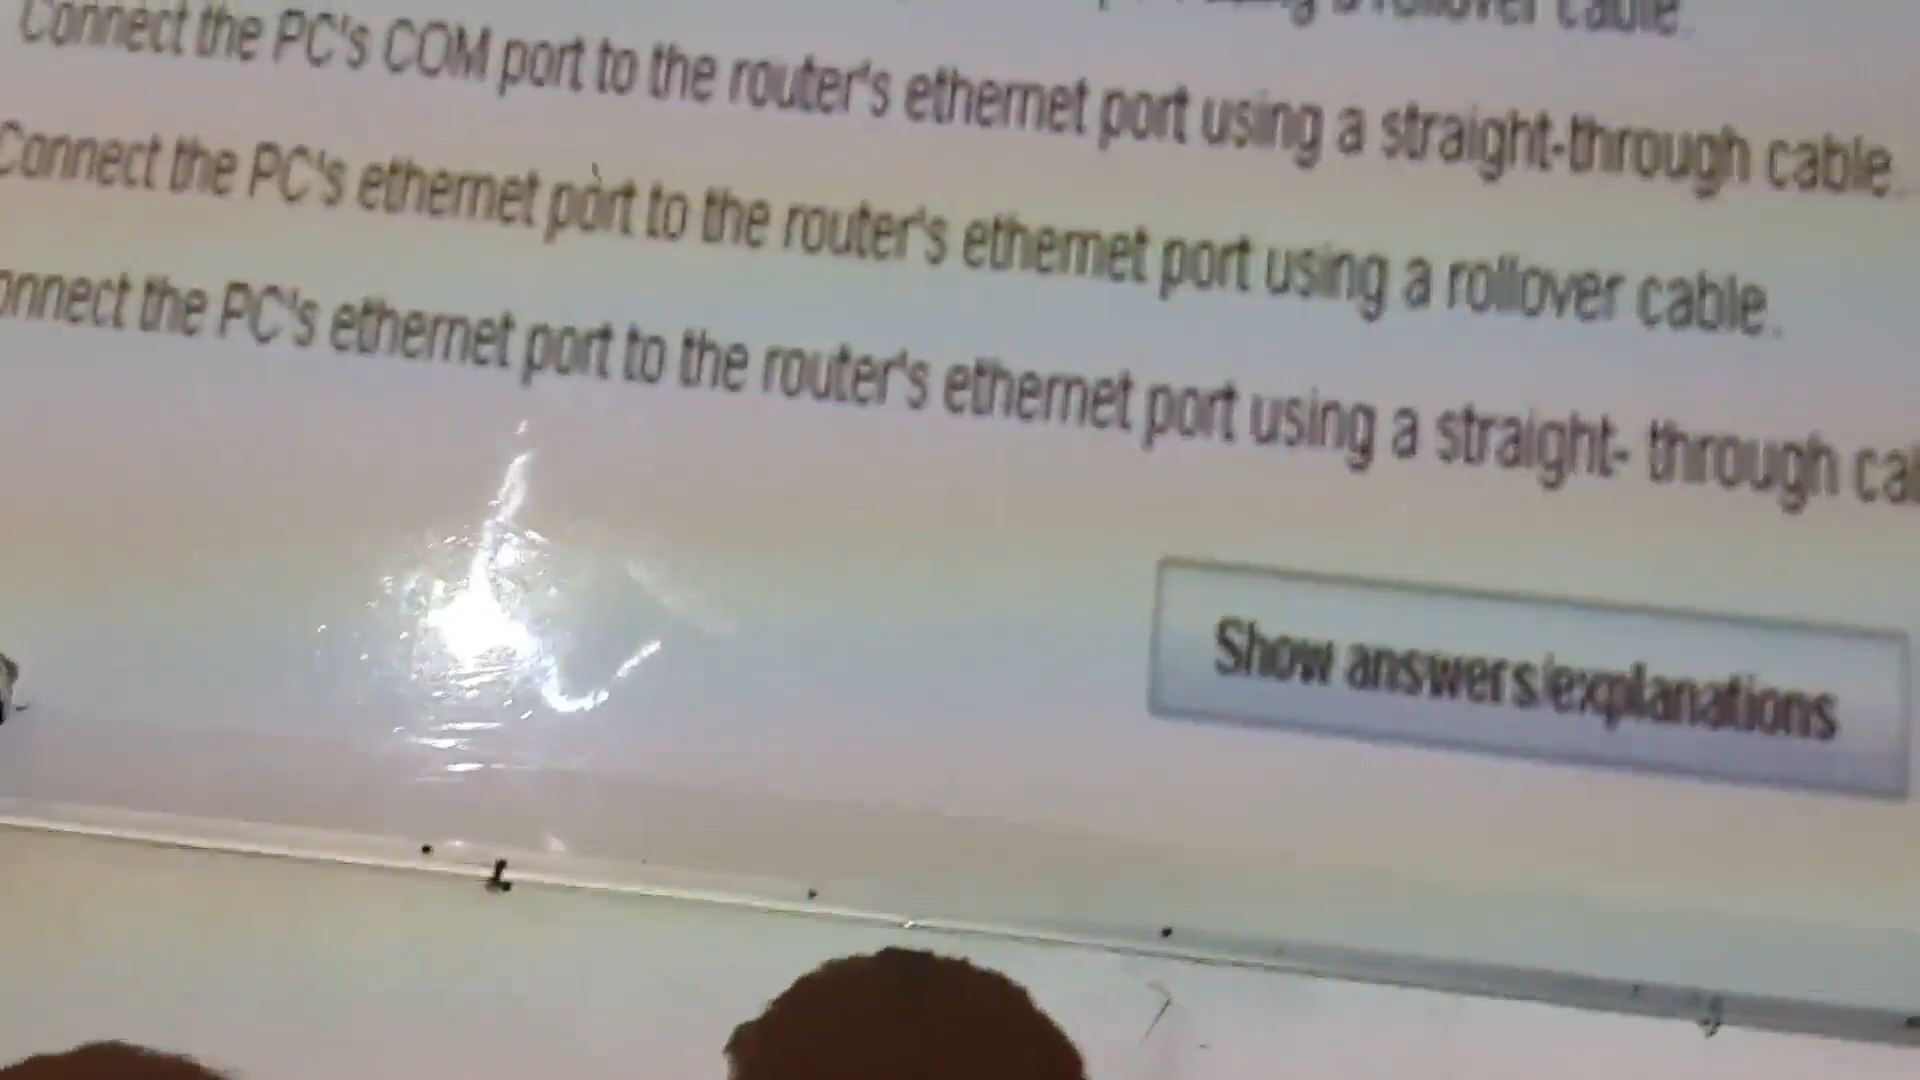 a rollover cable.
Connect the PC's COM port to the router's ethernet port using a straight-through cable.
Connect the PC's ethernet port to the router's ethernet port using a rollover cable.
onnect the PC's ethernet port to the router's ethernet port using a straight- through ca
Show answers/explanations